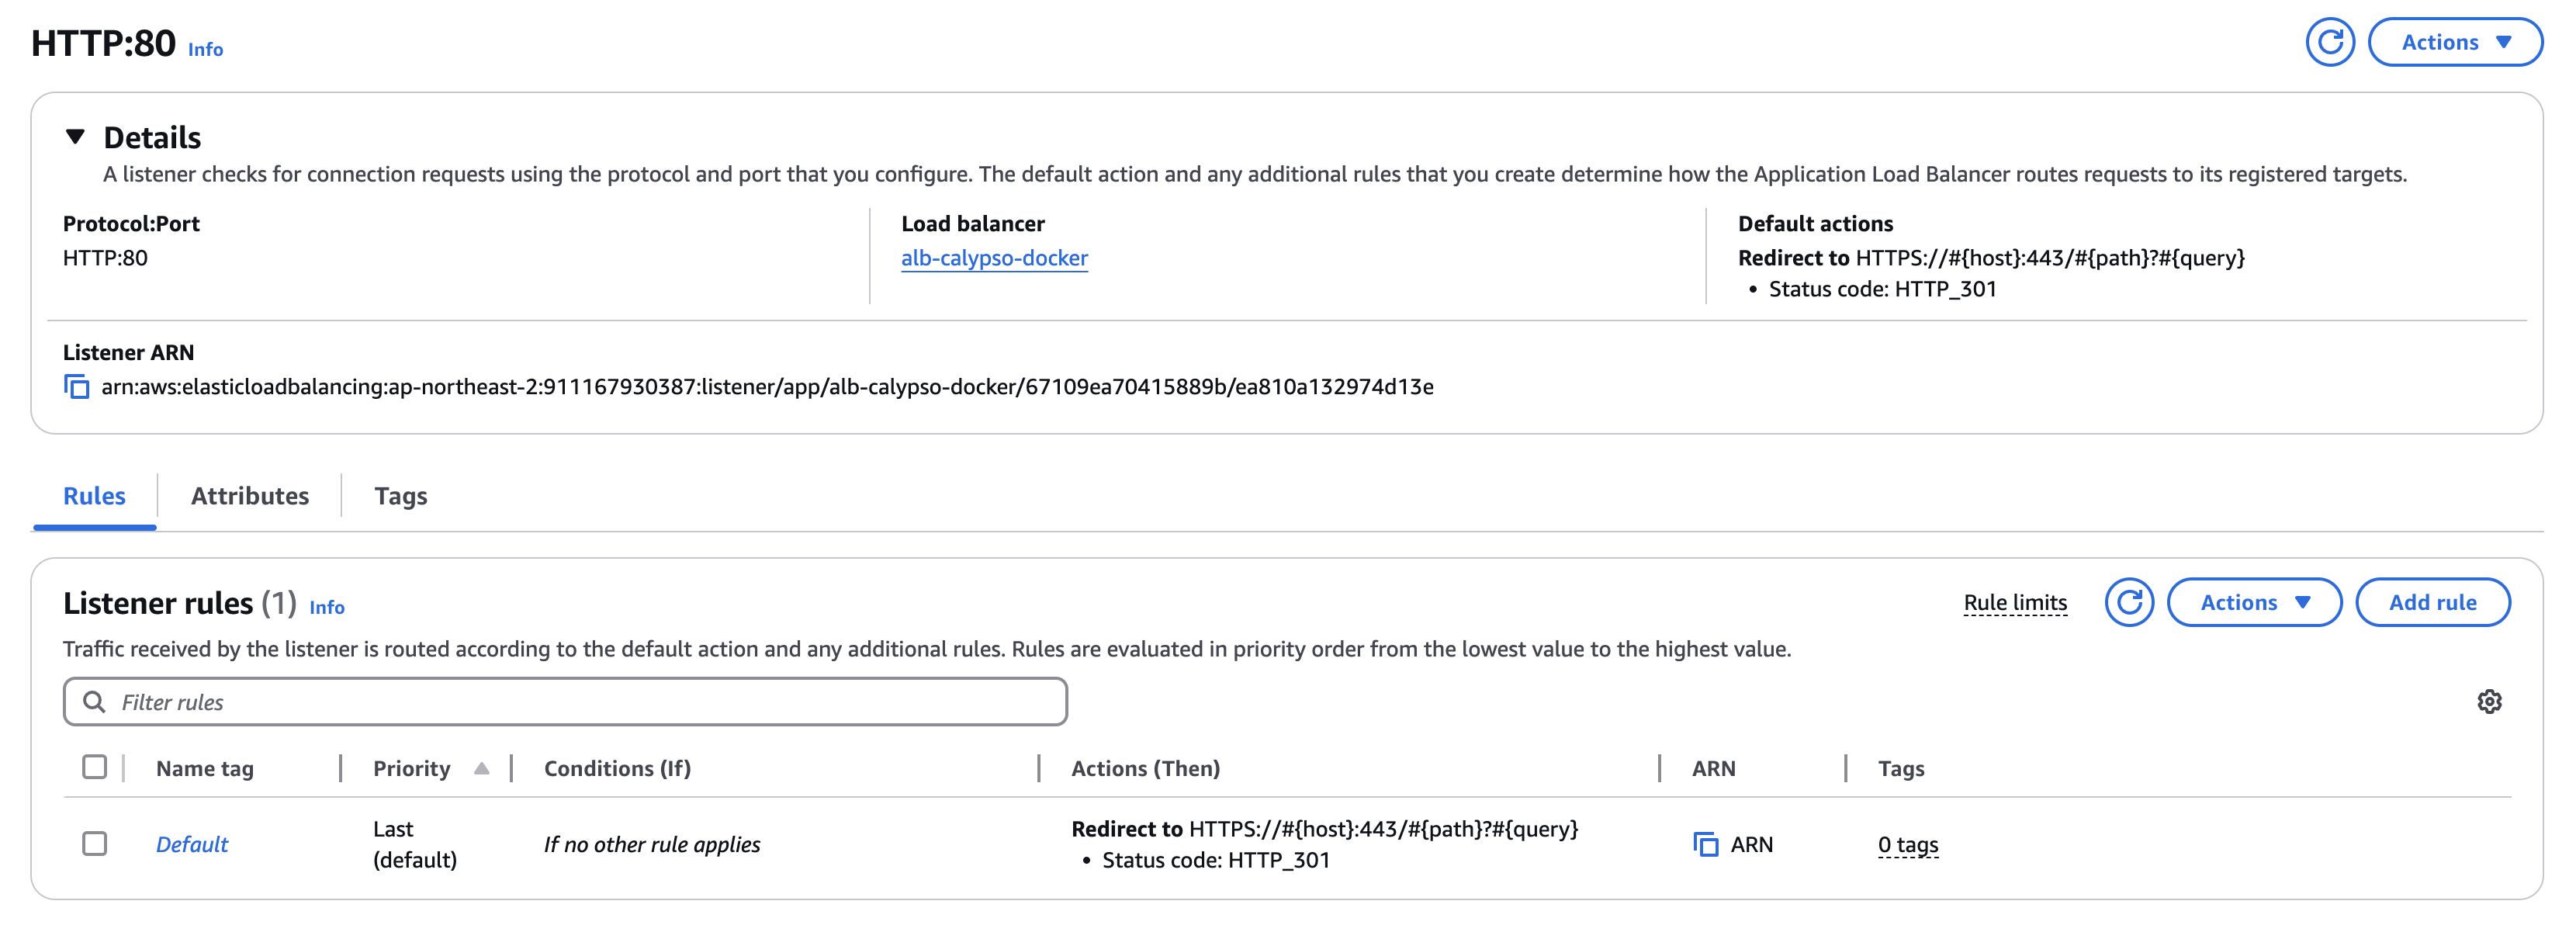 HTTP:80 Info
Actions
Details
A listener checks for connection requests using the protocol and port that you configure. The default action and any additional rules that you create determine how the Application Load Balancer routes requests to its registered targets.
Protocol:Port
HTTP:80
Load balancer
alb-calypso-docker
Default actions
Redirect to HTTPS://#{host}:443/#{path}?#{query}
• Status code: HTTP_301
Listener ARN
arn:aws:elasticloadbalancing:ap-northeast-2:911167930387:listener/app/alb-calypso-docker/67109ea70415889b/ea810a132974d13e
Rules Attributes Tags
Listener rules (1) Info
Rule limits Actions Add rule
Traffic received by the listener is routed according to the default action and any additional rules. Rules are evaluated in priority order from the lowest value to the highest value.
Filter rules
Name tag Priority Conditions (If) Actions (Then) ARN Tags
Default
Last
(default)
If no other rule applies
Redirect to HTTPS://#{host}:443/#{path}?#{query}
• Status code: HTTP_301
ARN
0 tags